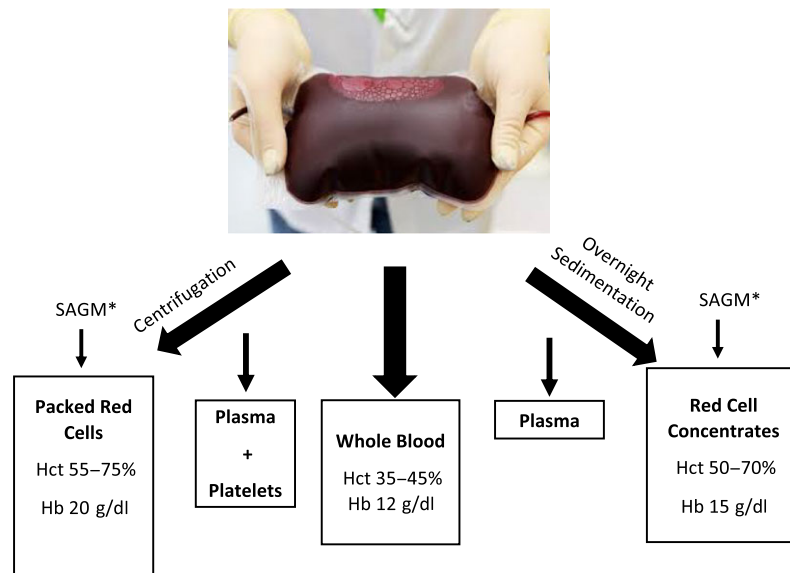 Centrifugation
Overnight
Sedimentation
SAGM*
SAGM*
Packed Red
Cells
Hct 55–75%
Hb 20 g/dl
Plasma
+
Platelets
Whole Blood
Hct 35–45%
Hb 12 g/dl
Plasma
Red Cell
Concentrates
Hct 50–70%
Hb 15 g/dl